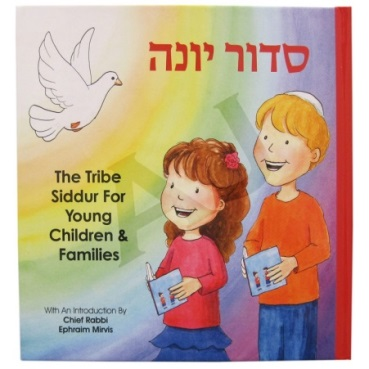 סדור יונה
The Tribe
Siddur For
Young
Children &
Families
With An Introduction By
Chief Rabbi
Ephraim Mirvis